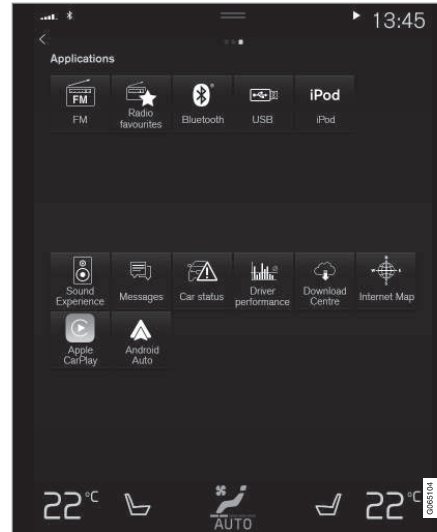 13:45
Applications
FM
FM
Radio
favourites
Bluetooth
USB
iPod
iPod
Sound
Experience
Messages
Car status
Driver
performance
Download
Centre
Internet Map
Apple
CarPlay
Android
Auto
22°C
AUTO
22°C
G065104